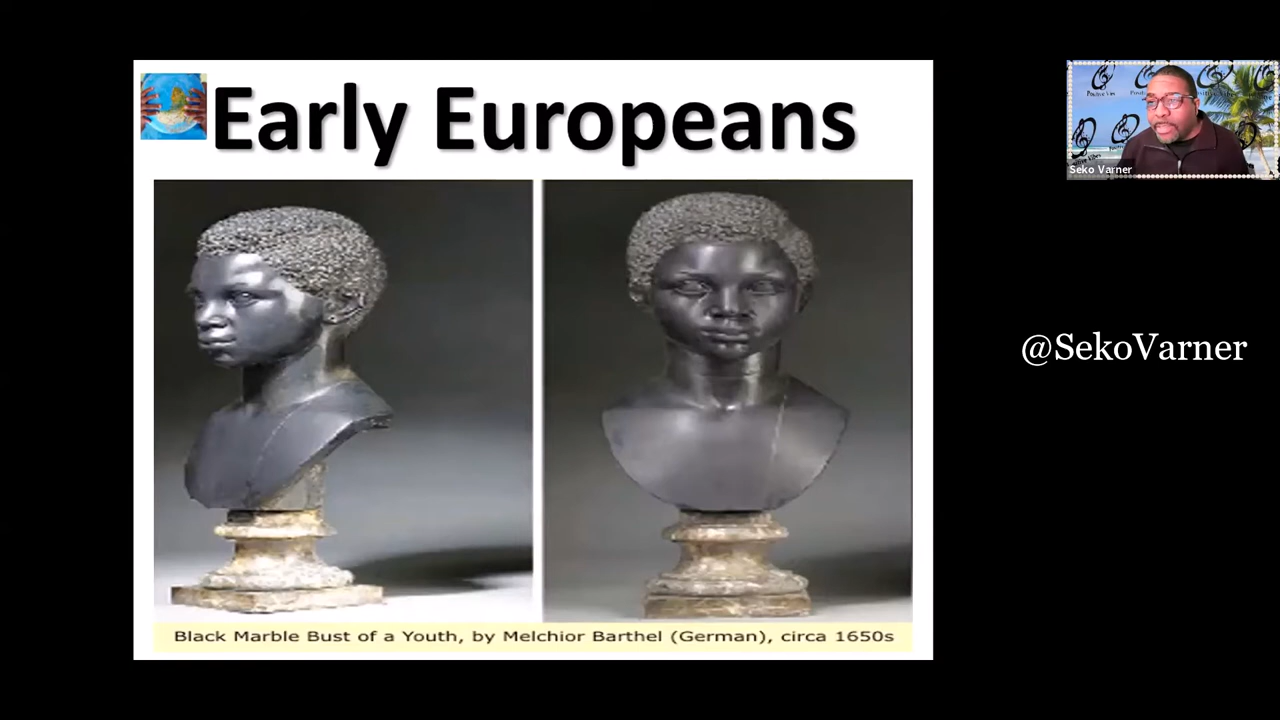 Early Europeans
Seko Varner
@SekoVarner
Black Marble Bust of a Youth, by Melchior Barthel (German), circa 1650s